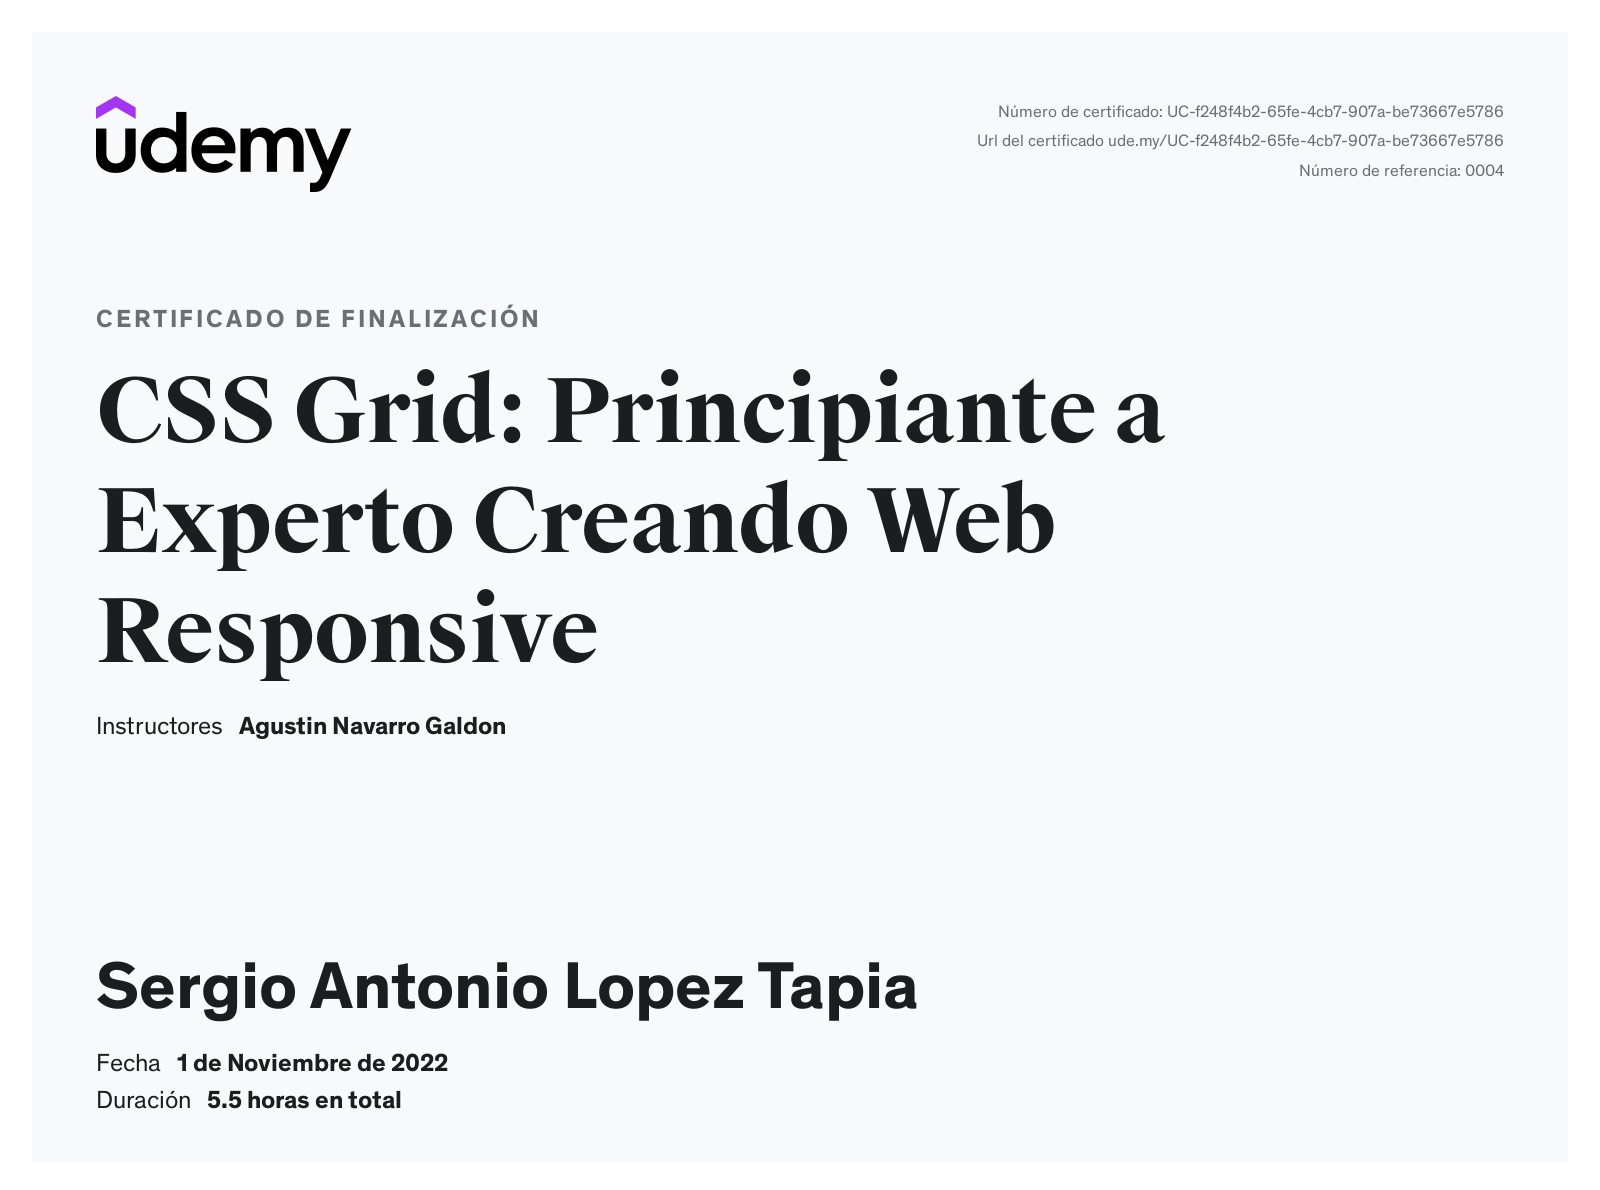 udemy
Número de certificado: UC-f248f4b2-65fe-4cb7-907a-be73667e5786
Url del certificado ude.my/UC-f248f4b2-65fe-4cb7-907a-be73667e5786
Número de referencia: 0004
CERTIFICADO DE FINALIZACIÓN
CSS Grid: Principiante a
Experto Creando Web
Responsive
Instructores Agustin Navarro Galdon
Sergio Antonio Lopez Tapia
Fecha 1 de Noviembre de 2022
Duración 5.5 horas en total